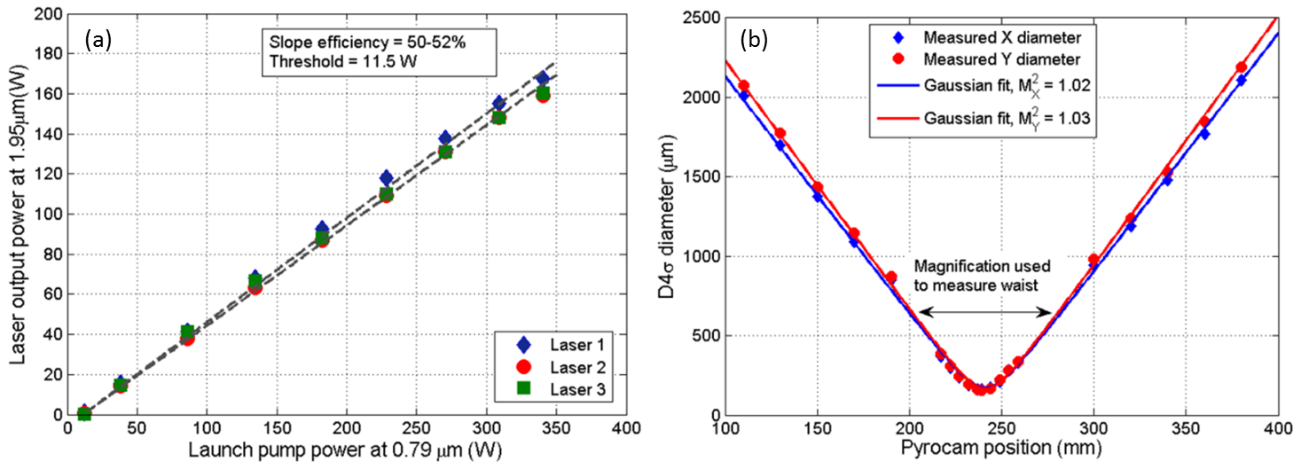 (a)
Slope efficiency = 50-52%
Threshold = 11.5 W
Laser output power at 1.95μm(W)
200
180
160
140
120
100
80
60
40
20
0
Laser 1
Laser 2
Laser 3
0 50 100 150 200 250 300 350 400
Launch pump power at 0.79 μm (W)
(b)
Measured X diameter
Measured Y diameter
Gaussian fit, M²X = 1.02
Gaussian fit, M²Y = 1.03
D4σ diameter (μm)
2500
2000
1500
1000
500
0
Magnification used
to measure waist
100 150 200 250 300 350 400
Pyrocam position (mm)